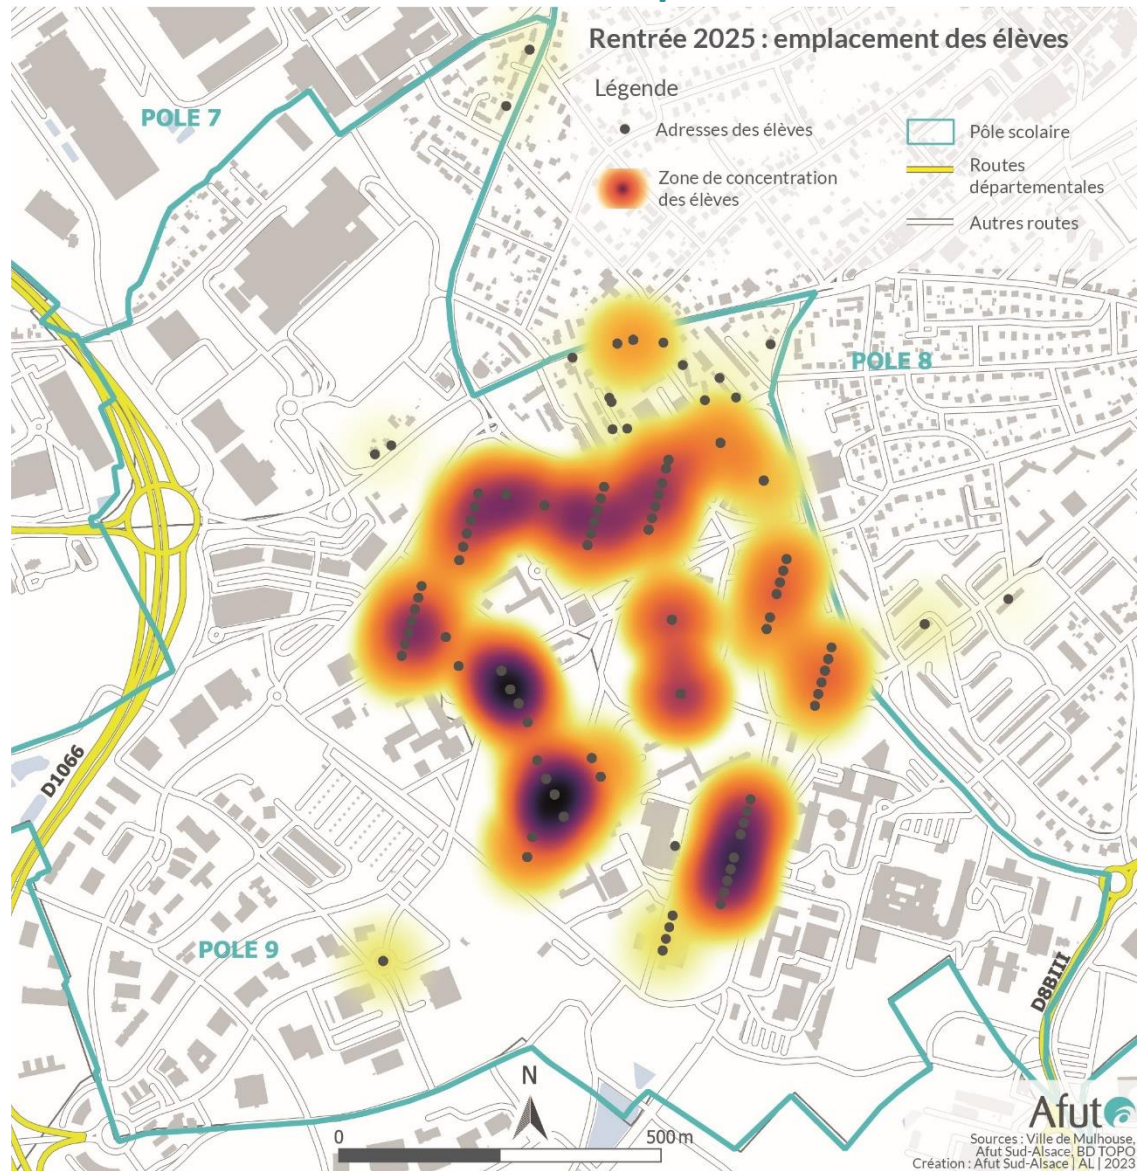 Rentrée 2025 : emplacement des élèves
Légende
Adresses des élèves
Zone de concentration
des élèves
Pôle scolaire
Routes
départementales
Autres routes
POLE 7
POLE 8
D1066
POLE 9
D8BIII
N
0
500 m
Afut
Sources : Ville de Mulhouse,
Afut Sud-Alsace, BD TOPO
Création : Afut Sud-Alsace | AL | 2023